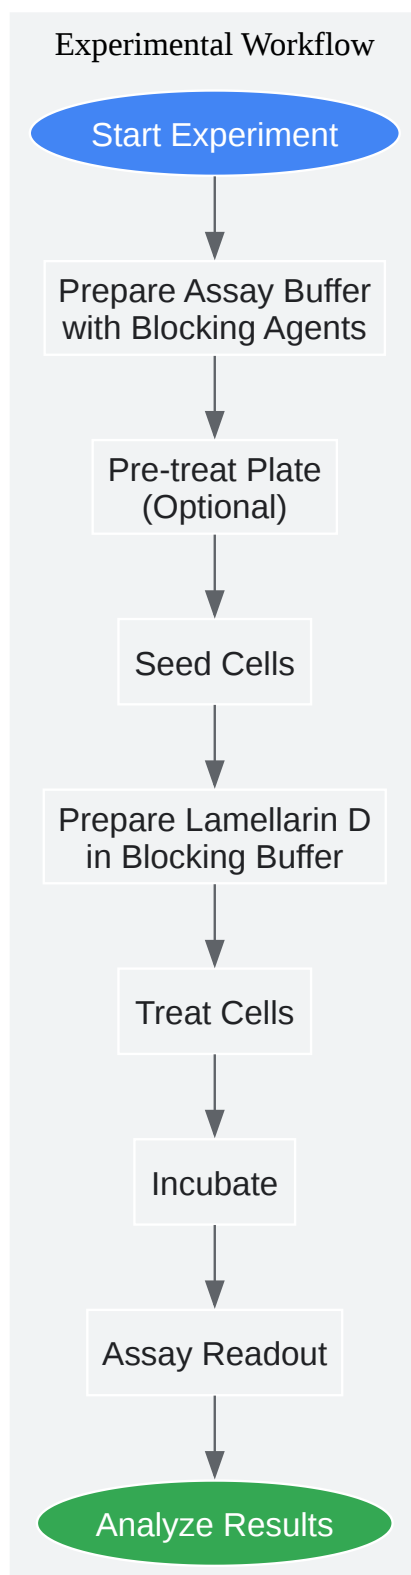 Experimental Workflow
Start Experiment
Prepare Assay Buffer
with Blocking Agents
Pre-treat Plate
(Optional)
Seed Cells
Prepare Lamellarin D
in Blocking Buffer
Treat Cells
Incubate
Assay Readout
Analyze Results